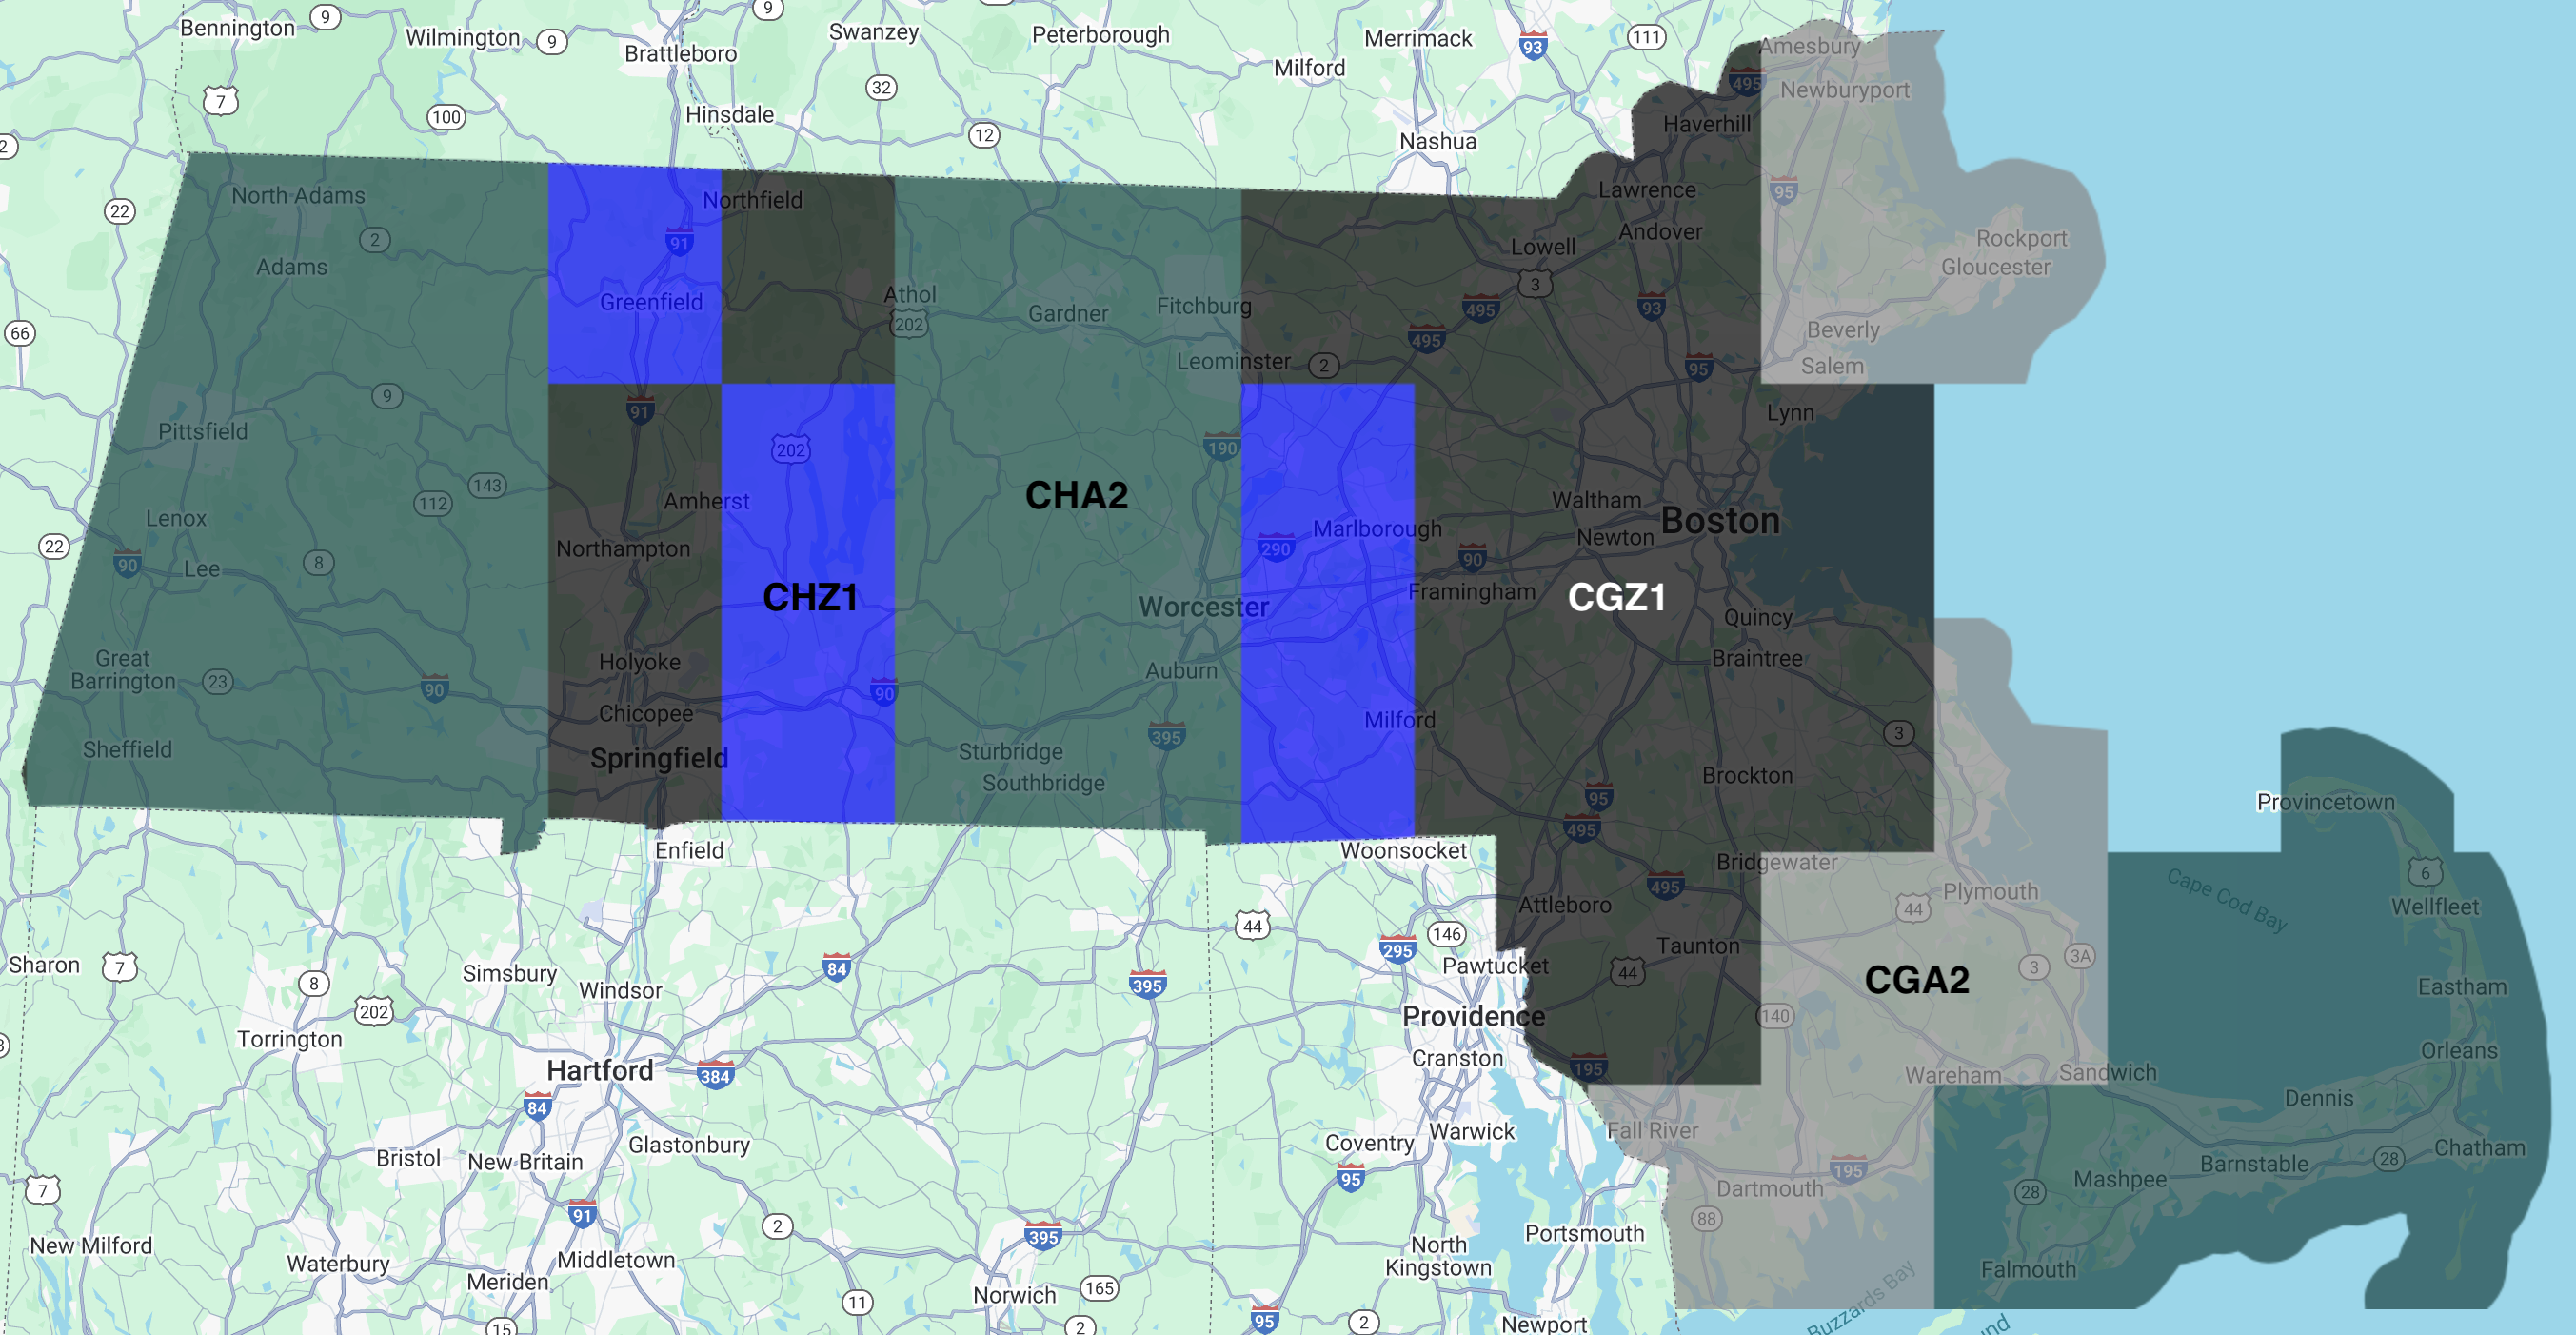 Bennington
9
Wilmington
9
Brattleboro
9
Swanzey
Peterborough
Merrimack
93
111
Amesbury
Milford
Newburyport
495
7
100
Hinsdale
32
12
Nashua
Haverhill
2
North Adams
Northfield
Lawrence
95
22
2
91
Andover
Rockport
Lowell
Adams
Gloucester
3
Greenfield
Athol
202
Gardner
Fitchburg
495
93
66
495
Beverly
Leominster
2
95
Salem
9
91
Lynn
Pittsfield
202
190
143
CHA2
112
Amherst
Waltham
Boston
Lenox
Marlborough
22
Northampton
290
90
Newton
90
Lee
8
CHZ1
Worcester
Framingham
CGZ1
Quincy
Great
Barrington
23
90
Holyoke
90
Auburn
Braintree
Chicopee
Milford
3
Sheffield
Springfield
Sturbridge
395
Southbridge
Brockton
95
Provincetown
495
Enfield
Woonsocket
Bridgewater
6
Cape Cod Bay
Wellfleet
495
Plymouth
Attleboro
44
44
146
295
Taunton
3A
3
Sharon
7
Simsbury
84
Pawtucket
44
CGA2
8
Windsor
395
Eastham
202
Providence
140
3
Torrington
Cranston
Orleans
Hartford
384
195
Wareham
Sandwich
84
Dennis
Bristol
New Britain
Glastonbury
Coventry
Warwick
Fall River
Chatham
28
Barnstable
7
95
Dartmouth
195
28
Mashpee
91
2
88
New Milford
395
Portsmouth
Waterbury
Middletown
North
Kingstown
Falmouth
Meriden
Norwich
165
11
Buzzards Bay
15
2
95
2
Newport
und